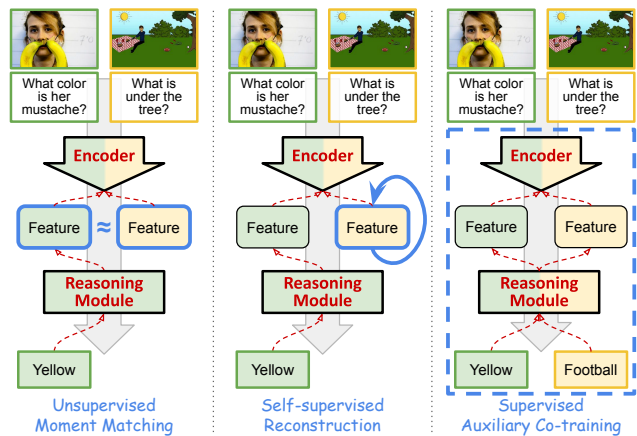 What color
is her
mustache?
What is
under the
tree?
Encoder
Feature
≈
Feature
Reasoning
Module
Yellow
Unsupervised
Moment Matching
What color
is her
mustache?
What is
under the
tree?
Encoder
Feature
Feature
Reasoning
Module
Yellow
Self-supervised
Reconstruction
What color
is her
mustache?
What is
under the
tree?
Encoder
Feature
Feature
Reasoning
Module
Yellow
Football
Supervised
Auxiliary Co-training